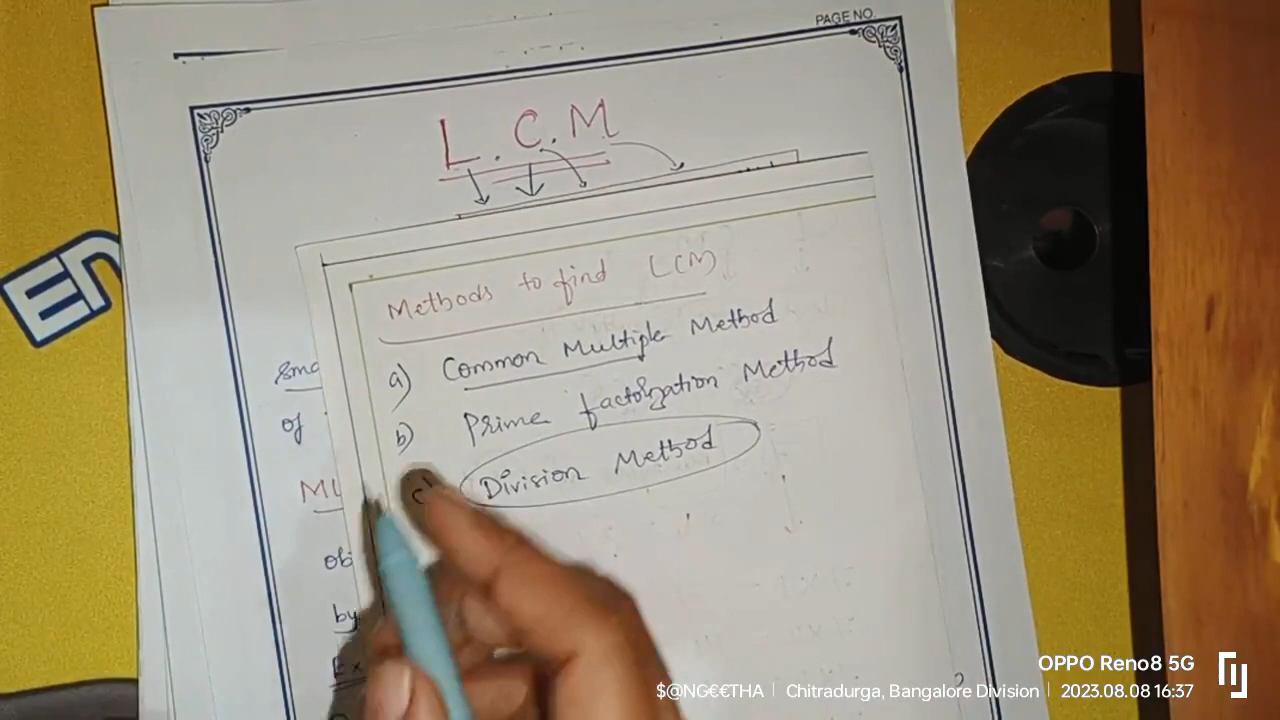 PAGE NO.
L.C.M
Methods to find LCM
a) Common Multiple Method
b) Prime factorization Method
c) Division Method
of
by
OPPO Reno8 5G
$@NG€€THA | Chitradurga, Bangalore Division | 2023.08.08 16:37